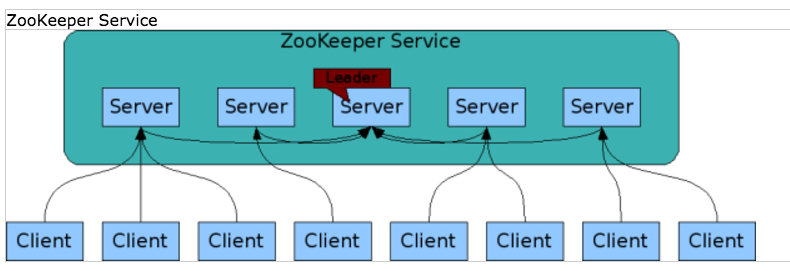 ZooKeeper Service
ZooKeeper Service
Leader
Server Server Server Server Server
Client Client Client Client Client Client Client Client